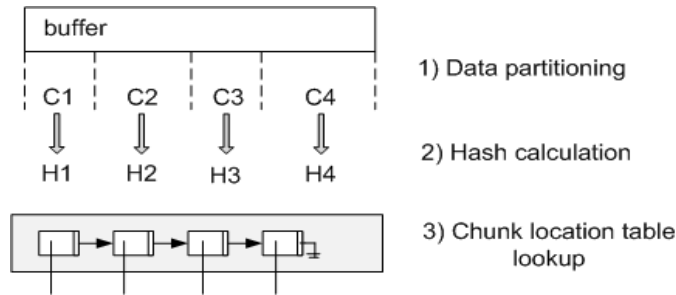 buffer
1) Data partitioning
C1 C2 C3 C4
2) Hash calculation
H1 H2 H3 H4
3) Chunk location table
lookup